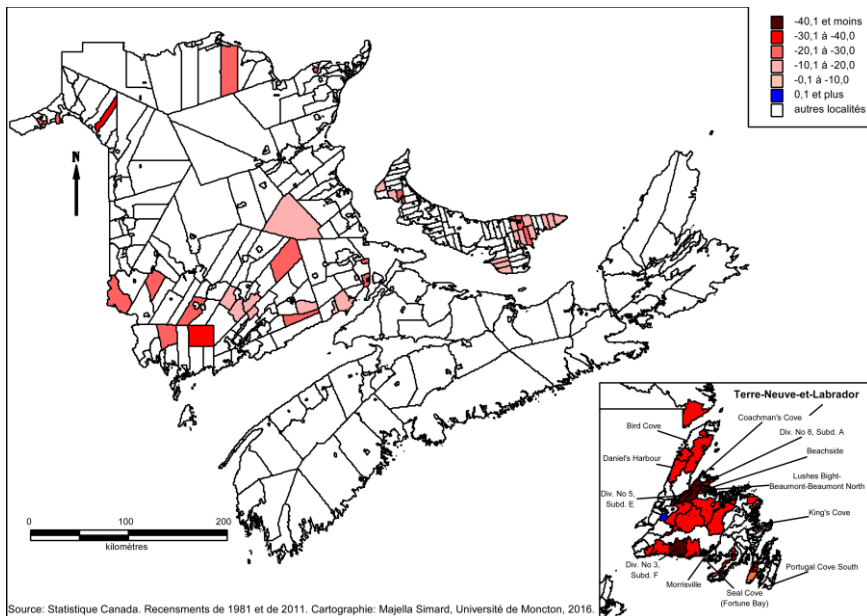 -40,1 et moins
-30,1 à -40,0
-20,1 à -30,0
-10,1 à -20,0
-0,1 à -10,0
0,1 et plus
autres localités
N
Terre-Neuve-et-Labrador
Coachman's Cove
Bird Cove
Div. No 8, Subd. A
Beachside
Daniel's Harbour
Lushes Bight-
Beaumont-Beaumont North
Div. No 5,
Subd. E
King's Cove
Portugal Cove South
Div. No 3,
Subd. F
Morrisville
Seal Cove
(Fortune Bay)
0 100 200
kilomètres
Source: Statistique Canada. Recensments de 1981 et de 2011. Cartographie: Majella Simard, Université de Moncton, 2016.